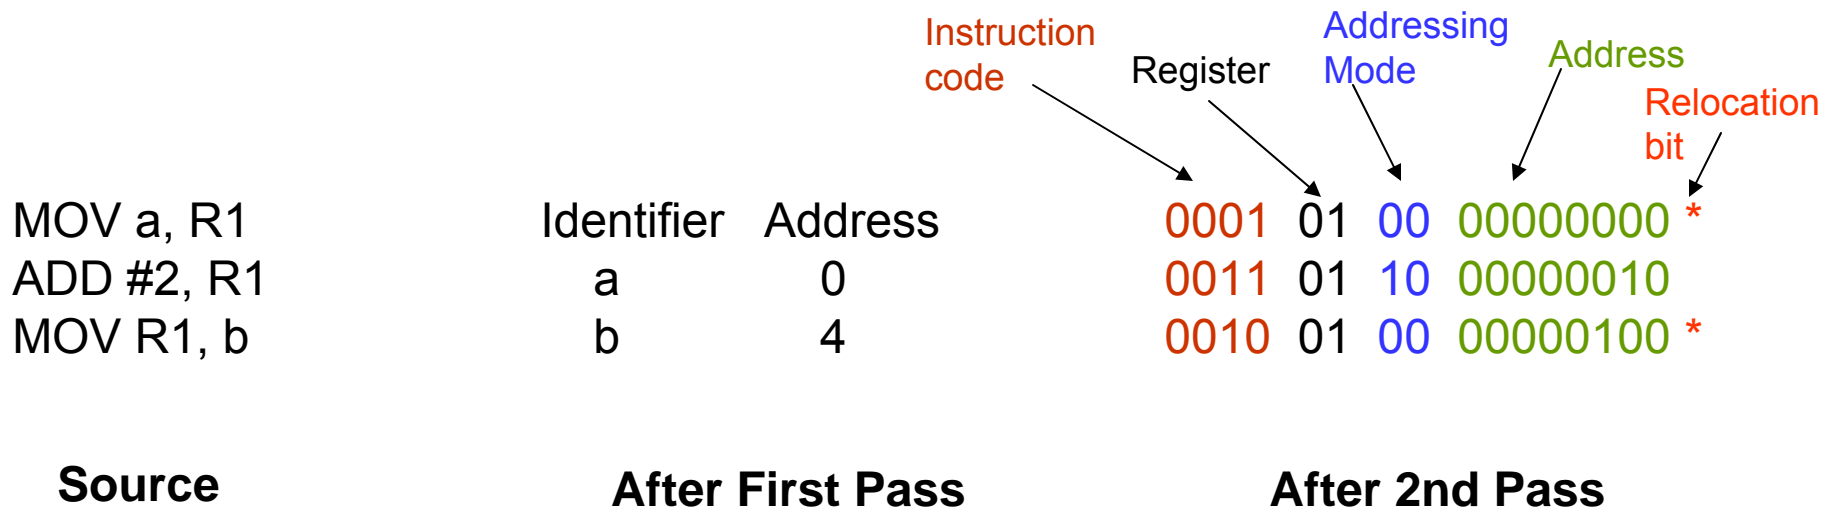 Instruction code
Register
Addressing Mode
Address
Relocation bit
MOV a, R1
ADD #2, R1
MOV R1, b
Identifier Address
a 0
b 4
0001 01 00 00000000 *
0011 01 10 00000010
0010 01 00 00000100 *
Source
After First Pass
After 2nd Pass